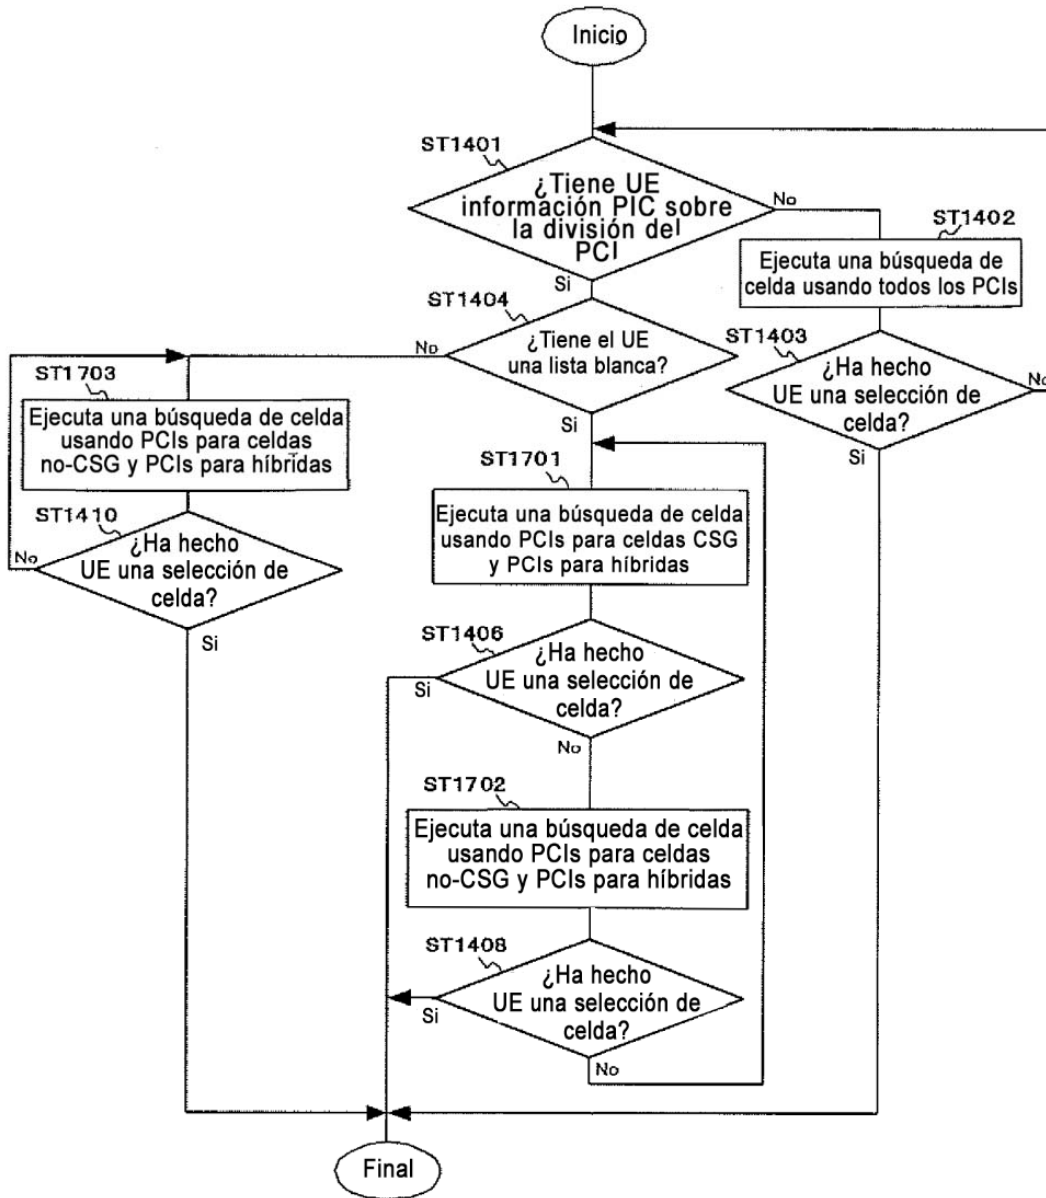 Inicio
ST1401
¿Tiene UE
información PIC sobre
la división del
PCI
No
Si
ST1402
Ejecuta una búsqueda de
celda usando todos los PCIs
ST1403
¿Ha hecho
UE una selección de
celda?
No
Si
ST1404
¿Tiene el UE
una lista blanca?
No
Si
ST1703
Ejecuta una búsqueda de celda
usando PCIs para celdas
no-CSG y PCIs para híbridas
ST1410
¿Ha hecho
UE una selección de
celda?
No
Si
ST1701
Ejecuta una búsqueda de celda
usando PCIs para celdas CSG
y PCIs para híbridas
ST1406
¿Ha hecho
UE una selección de
celda?
Si
No
ST1702
Ejecuta una búsqueda de celda
usando PCIs para celdas
no-CSG y PCIs para híbridas
ST1408
¿Ha hecho
UE una selección de
celda?
Si
No
Final